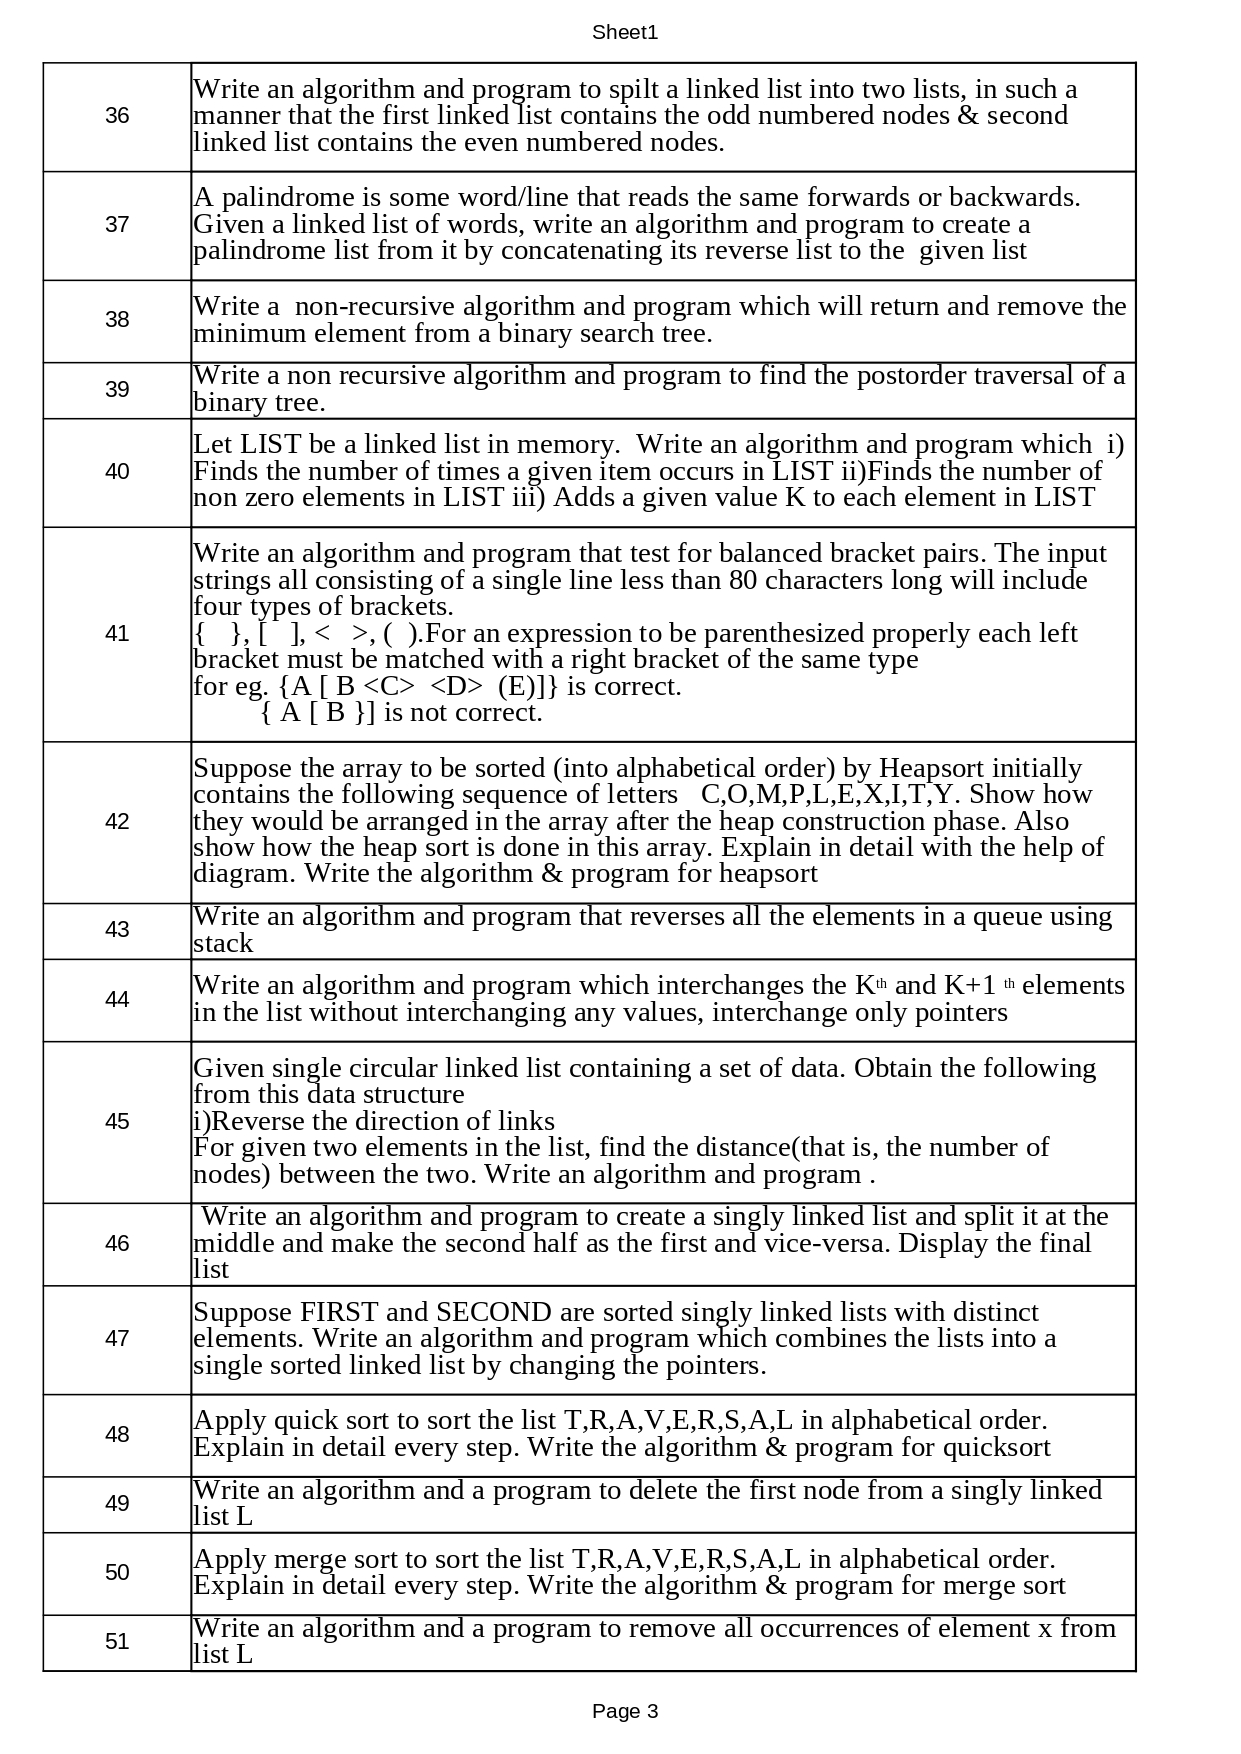 Sheet1
36
Write an algorithm and program to spilt a linked list into two lists, in such a
manner that the first linked list contains the odd numbered nodes & second
linked list contains the even numbered nodes.
37
A palindrome is some word/line that reads the same forwards or backwards.
Given a linked list of words, write an algorithm and program to create a
palindrome list from it by concatenating its reverse list to the  given list
38
Write a  non-recursive algorithm and program which will return and remove the
minimum element from a binary search tree.
39
Write a non recursive algorithm and program to find the postorder traversal of a
binary tree.
40
Let LIST be a linked list in memory.  Write an algorithm and program which  i)
Finds the number of times a given item occurs in LIST ii)Finds the number of
non zero elements in LIST iii) Adds a given value K to each element in LIST
41
Write an algorithm and program that test for balanced bracket pairs. The input
strings all consisting of a single line less than 80 characters long will include
four types of brackets.
{   }, [   ], <   >, (  ).For an expression to be parenthesized properly each left
bracket must be matched with a right bracket of the same type
for eg. {A [ B <C>  <D>  (E)]} is correct.
{ A [ B }] is not correct.
42
Suppose the array to be sorted (into alphabetical order) by Heapsort initially
contains the following sequence of letters   C,O,M,P,L,E,X,I,T,Y. Show how
they would be arranged in the array after the heap construction phase. Also
show how the heap sort is done in this array. Explain in detail with the help of
diagram. Write the algorithm & program for heapsort
43
Write an algorithm and program that reverses all the elements in a queue using
stack
44
Write an algorithm and program which interchanges the Kth and K+1 th elements
in the list without interchanging any values, interchange only pointers
45
Given single circular linked list containing a set of data. Obtain the following
from this data structure
i)Reverse the direction of links
For given two elements in the list, find the distance(that is, the number of
nodes) between the two. Write an algorithm and program .
46
Write an algorithm and program to create a singly linked list and split it at the
middle and make the second half as the first and vice-versa. Display the final
list
47
Suppose FIRST and SECOND are sorted singly linked lists with distinct
elements. Write an algorithm and program which combines the lists into a
single sorted linked list by changing the pointers.
48
Apply quick sort to sort the list T,R,A,V,E,R,S,A,L in alphabetical order.
Explain in detail every step. Write the algorithm & program for quicksort
49
Write an algorithm and a program to delete the first node from a singly linked
list L
50
Apply merge sort to sort the list T,R,A,V,E,R,S,A,L in alphabetical order.
Explain in detail every step. Write the algorithm & program for merge sort
51
Write an algorithm and a program to remove all occurrences of element x from
list L
Page 3